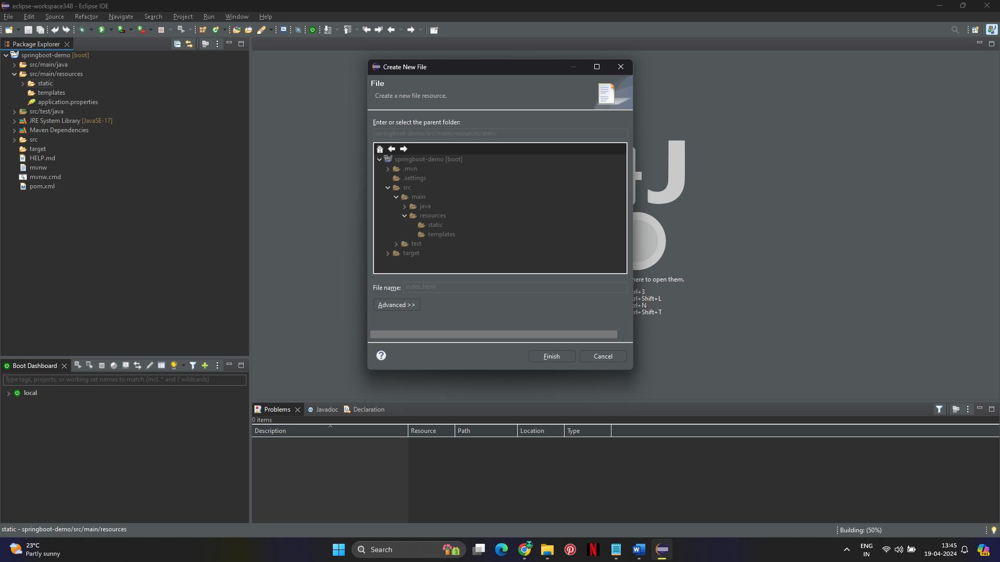 eclipse-workspace348 - Eclipse IDE
File Edit Source Refactor Navigate Search Project Run Window Help
Package Explorer
springboot-demo [boot]
src/main/java
src/main/resources
static
templates
application.properties
src/test/java
JRE System Library [JavaSE-17]
Maven Dependencies
src
target
HELP.md
mvnw
mvnw.cmd
pom.xml
Create New File
File
Create a new file resource.
Enter or select the parent folder:
springboot-demo/src/main/resources/static
springboot-demo [boot]
.mvn
.settings
src
main
java
resources
static
templates
test
target
File name: index.html
Advanced >>
Finish Cancel
here to open them.
trl+3
trl+Shift+L
trl+N
trl+Shift+T
Boot Dashboard
Type tags, projects, or working set names to match (incl. * and ? wildcards)
local
Problems Javadoc Declaration
0 items
Description Resource Path Location Type
static - springboot-demo/src/main/resources
Building: (50%)
23°C
Partly sunny
Search
ENG
IN
13:45
19-04-2024